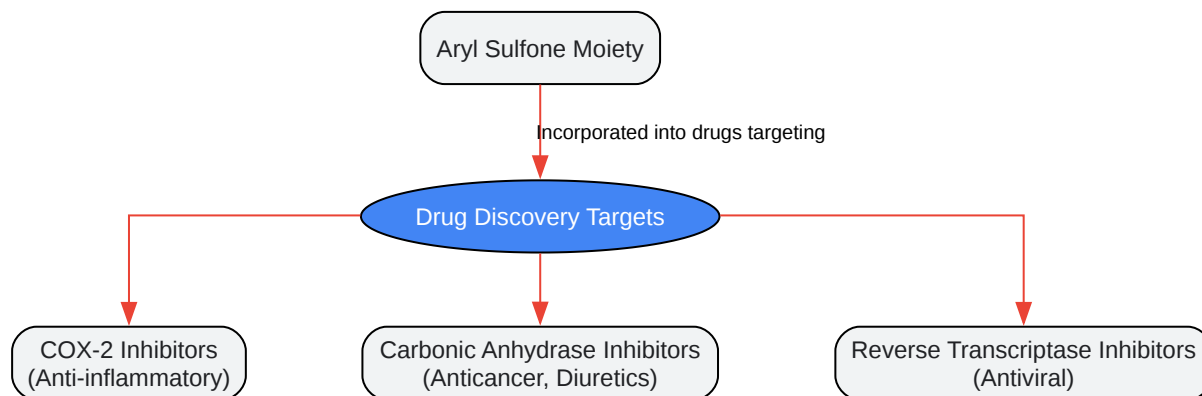 Aryl Sulfone Moiety
Incorporated into drugs targeting
Drug Discovery Targets
COX-2 Inhibitors
(Anti-inflammatory)
Carbonic Anhydrase Inhibitors
(Anticancer, Diuretics)
Reverse Transcriptase Inhibitors
(Antiviral)